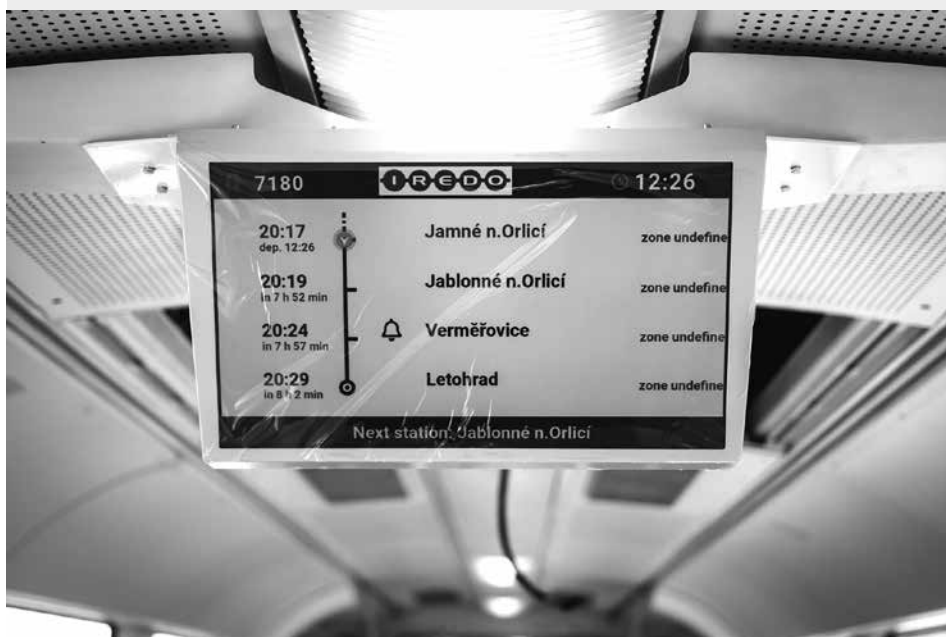 7180 IREDO 12:26
20:17 Jamné n.Orlicí zone undefine
dep. 12:26
20:19 Jablonné n.Orlicí zone undefine
in 7 h 52 min
20:24 Verměřovice zone undefine
in 7 h 57 min
20:29 Letohrad zone undefine
in 8 h 2 min
Next station: Jablonné n.Orlicí